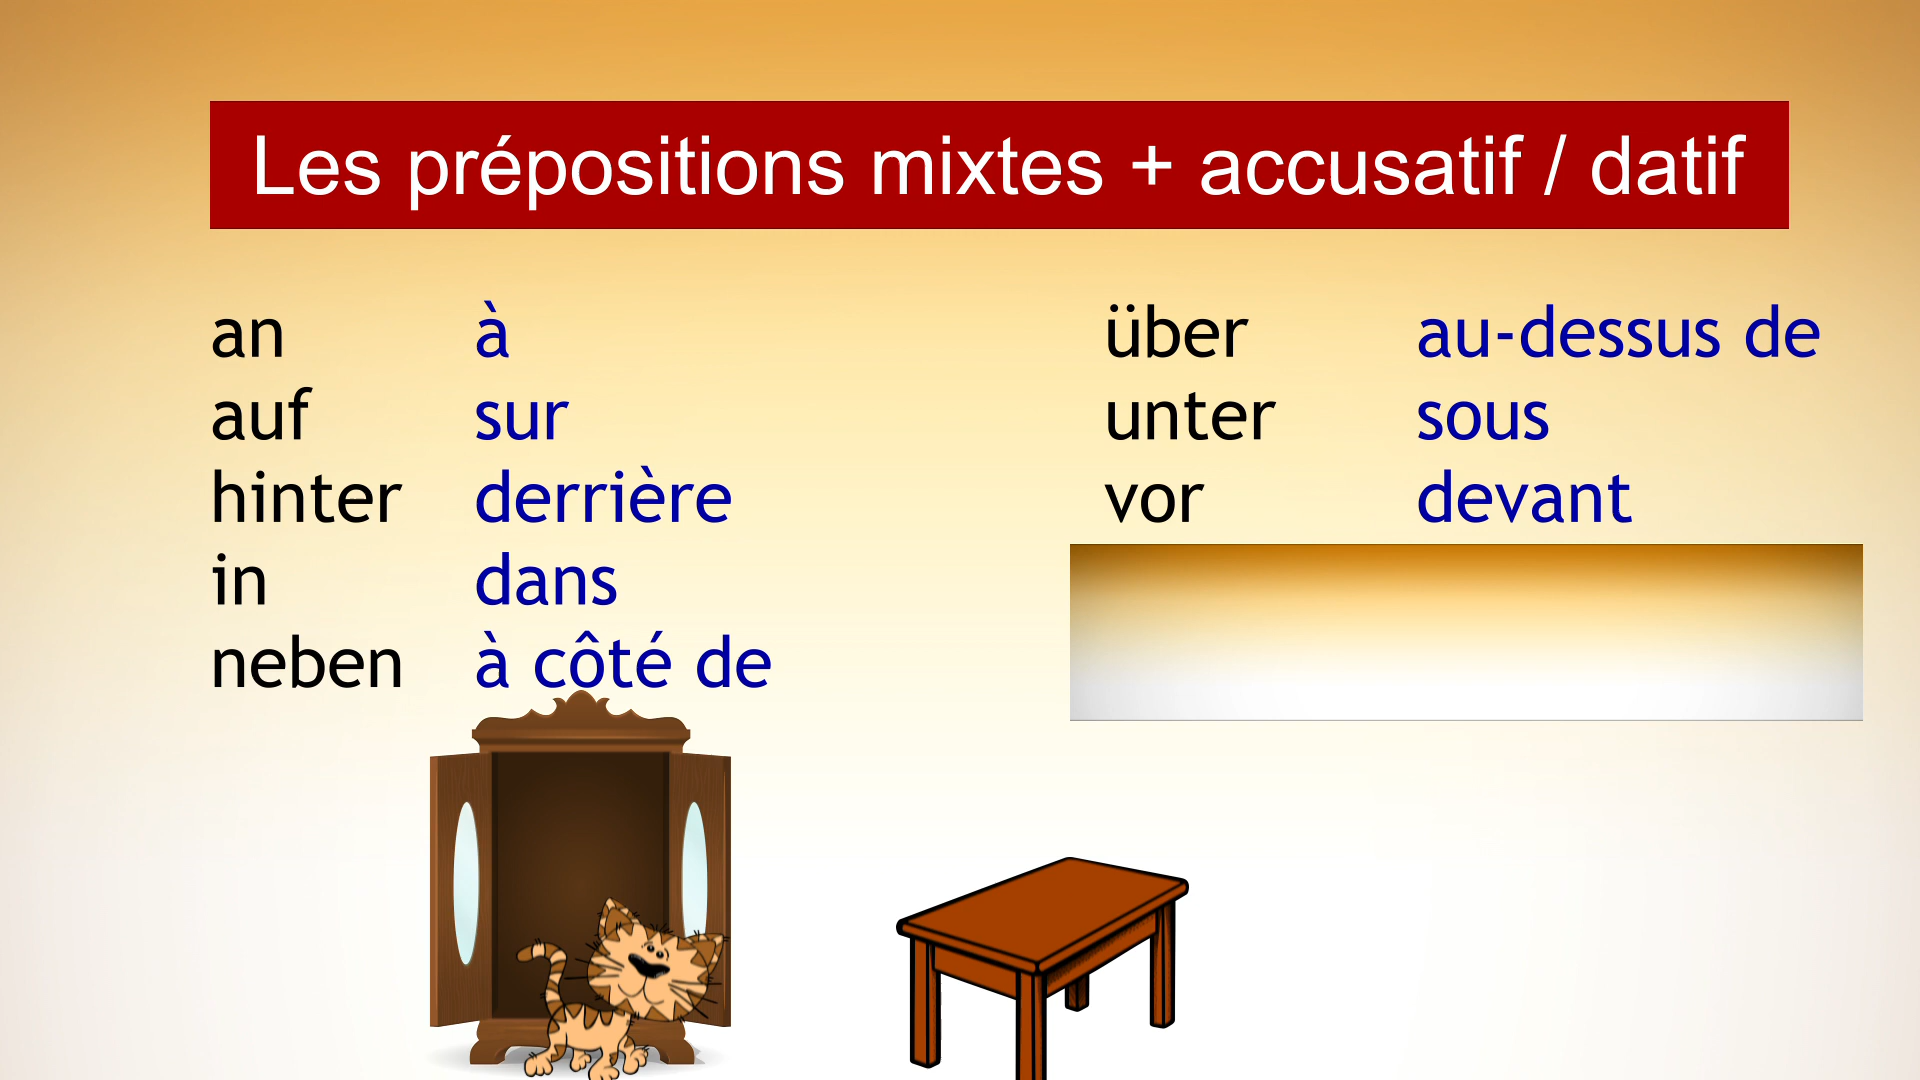 Les prépositions mixtes + accusatif / datif
an à
auf sur
hinter derrière
in dans
neben à côté de
über au-dessus de
unter sous
vor devant